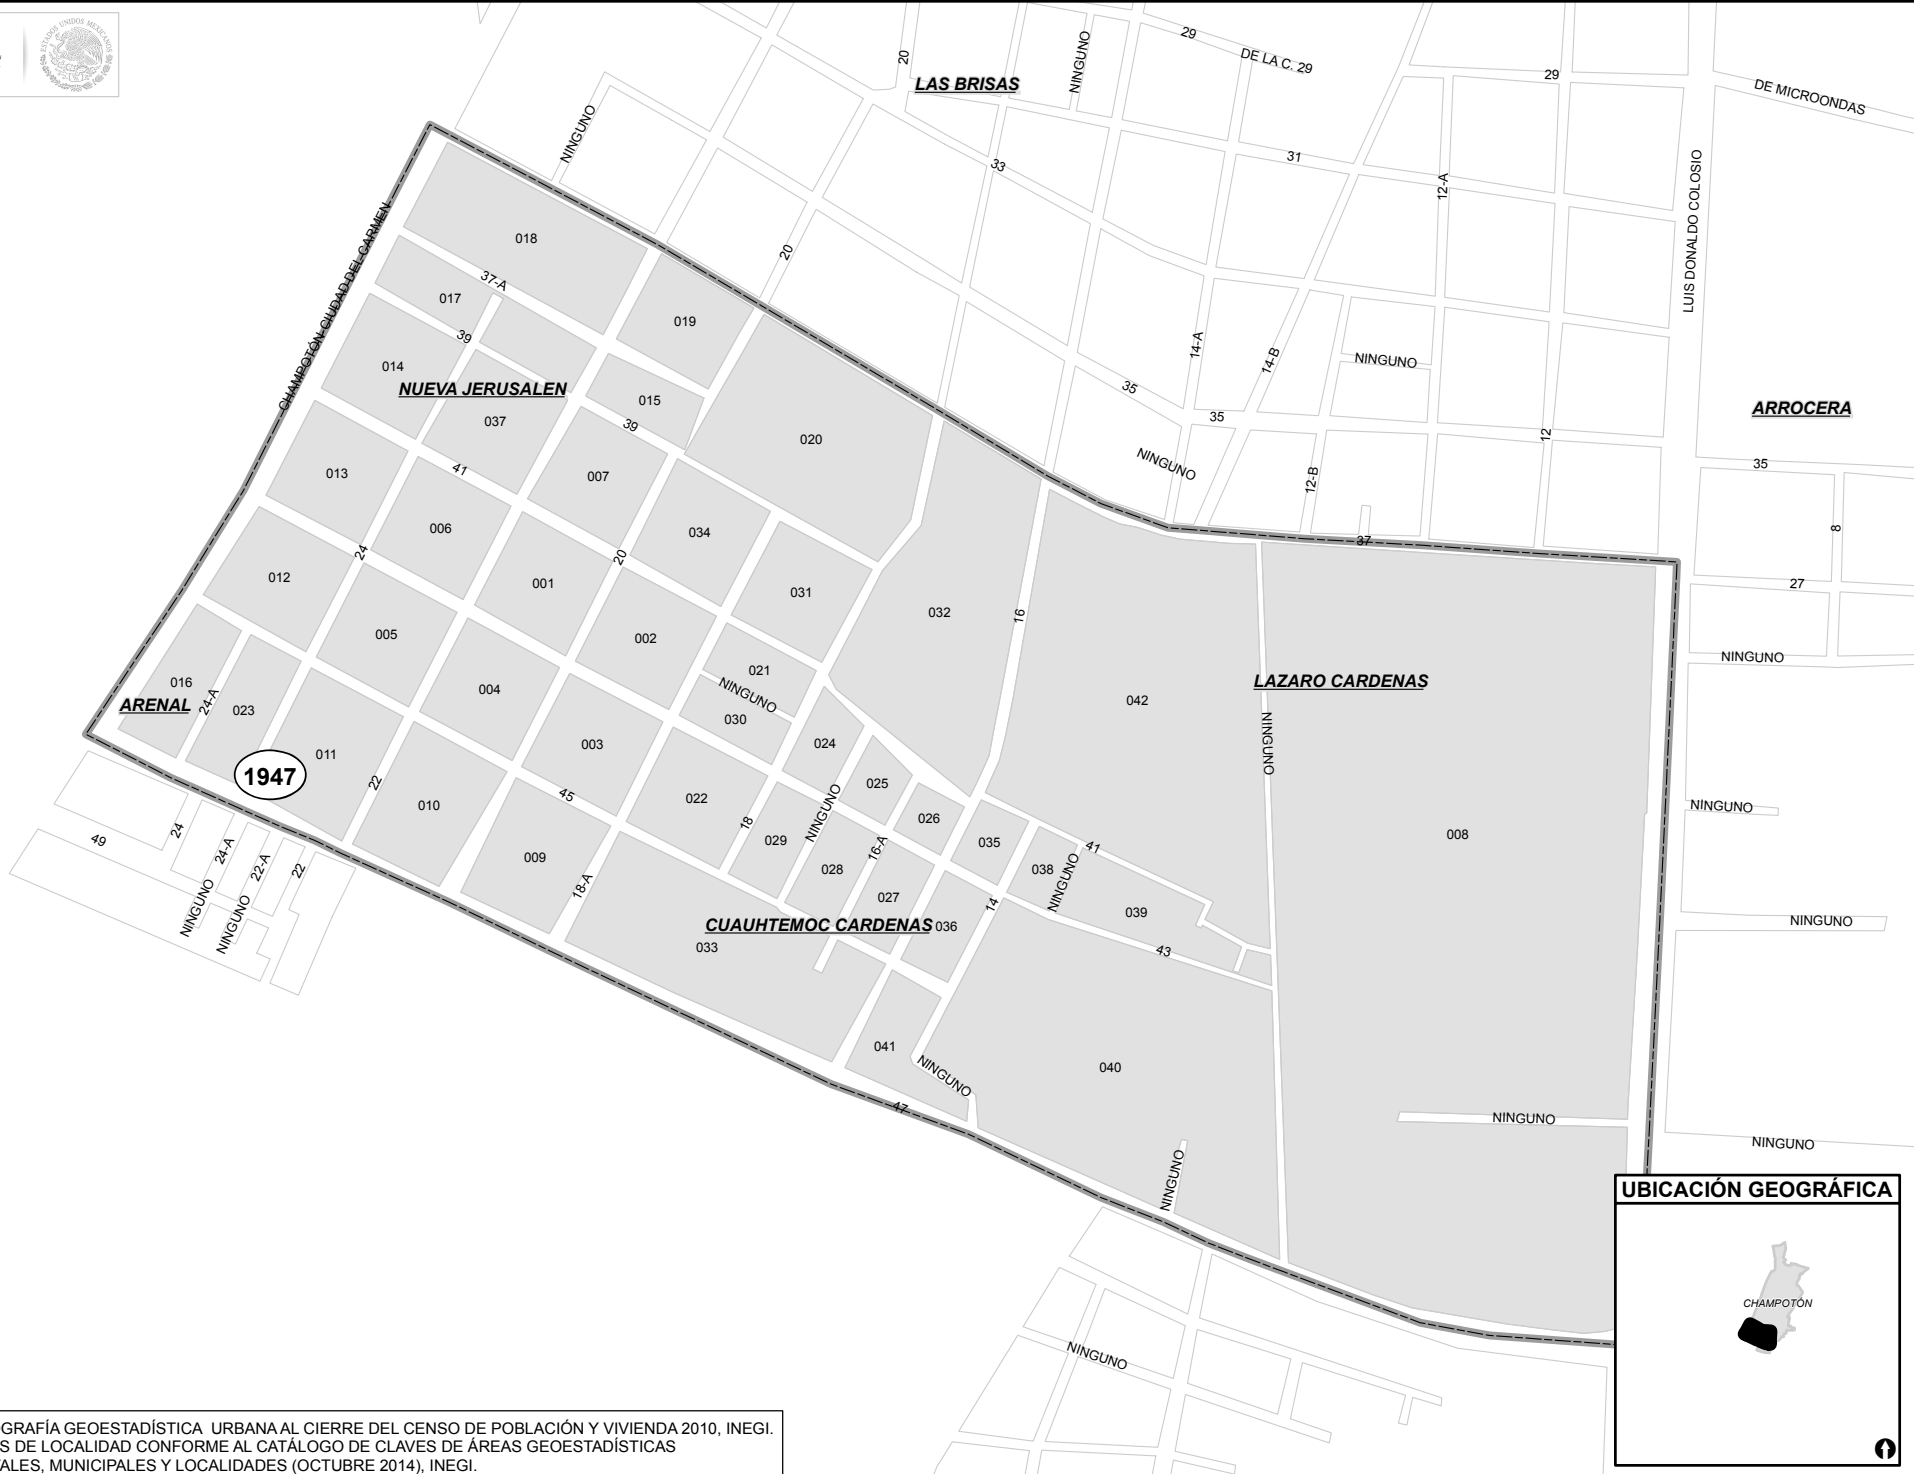 ESTADOS UNIDOS MEXICANOS
29
DE LA C. 29
20
NINGUNO
LAS BRISAS
29
DE MICROONDAS
NINGUNO
33
31
12-A
LUIS DONALDO COLOSIO
CHAMPOTÓN-CIUDAD DEL CARMEN
018
20
37-A
017
019
39
14-A
14-B
NINGUNO
014
NUEVA JERUSALEN
015
35
35
ARROCERA
037
39
020
12
41
NINGUNO
35
013
007
12-B
006
034
8
24
20
37
012
001
031
27
005
002
032
16
021
NINGUNO
016
24-A
ARENAL
004
NINGUNO
LAZARO CARDENAS
023
030
042
NINGUNO
011
003
024
1947
22
025
010
45
022
NINGUNO
NINGUNO
18
026
008
49
24
24-A
029
16-A
035
41
009
22-A
22
028
038
NINGUNO
18-A
027
14
039
NINGUNO
NINGUNO
CUAUHTEMOC CARDENAS
036
NINGUNO
033
43
041
NINGUNO
040
47
NINGUNO
NINGUNO
NINGUNO
UBICACIÓN GEOGRÁFICA
CHAMPOTÓN
NINGUNO
OGRAFÍA GEOESTADÍSTICA URBANA AL CIERRE DEL CENSO DE POBLACIÓN Y VIVIENDA 2010, INEGI.
S DE LOCALIDAD CONFORME AL CATÁLOGO DE CLAVES DE ÁREAS GEOESTADÍSTICAS
ALES, MUNICIPALES Y LOCALIDADES (OCTUBRE 2014), INEGI.